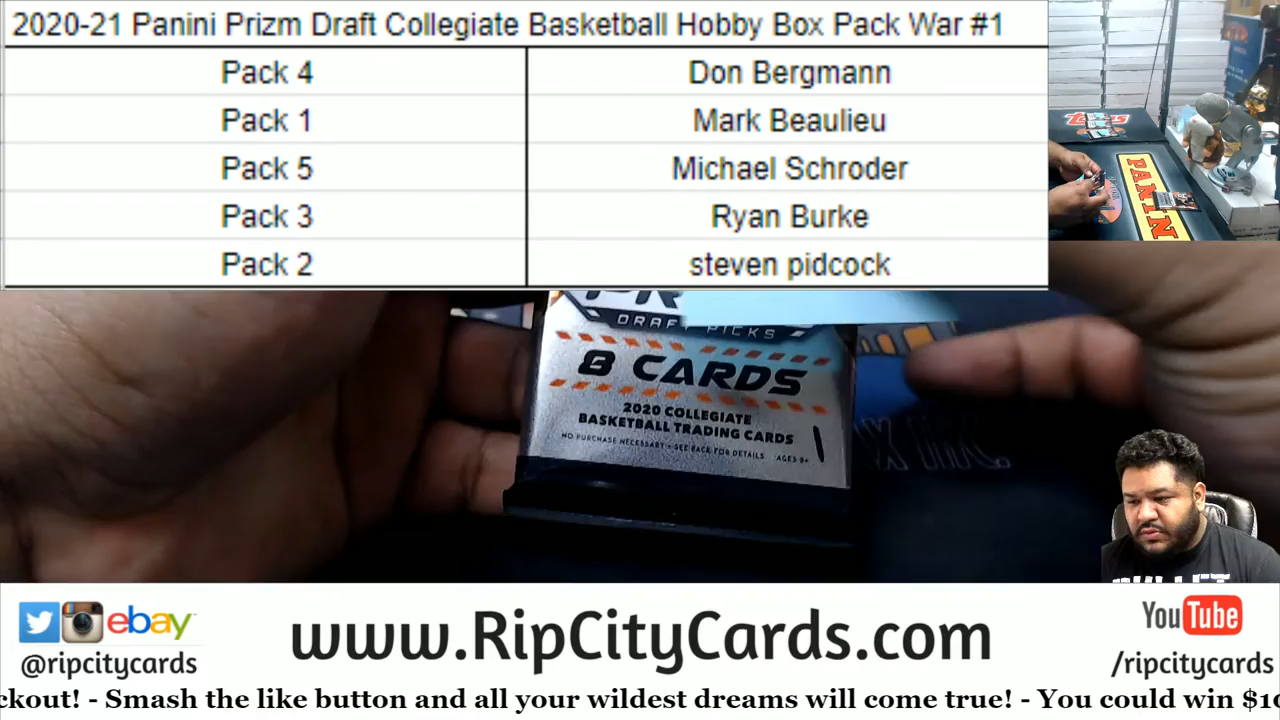 2020-21 Panini Prizm Draft Collegiate Basketball Hobby Box Pack War #1
Pack 4 Don Bergmann
Pack 1 Mark Beaulieu
Pack 5 Michael Schroder
Pack 3 Ryan Burke
Pack 2 steven pidcock
PANINI
DRAFT PICKS
8 CARDS
2020 COLLEGIATE
BASKETBALL TRADING CARDS
NO PURCHASE NECESSARY • SEE BACK FOR DETAILS AGES 9+
ebay
@ripcitycards
www.RipCityCards.com
YouTube
/ripcitycards
ckout! - Smash the like button and all your wildest dreams will come true! - You could win $10